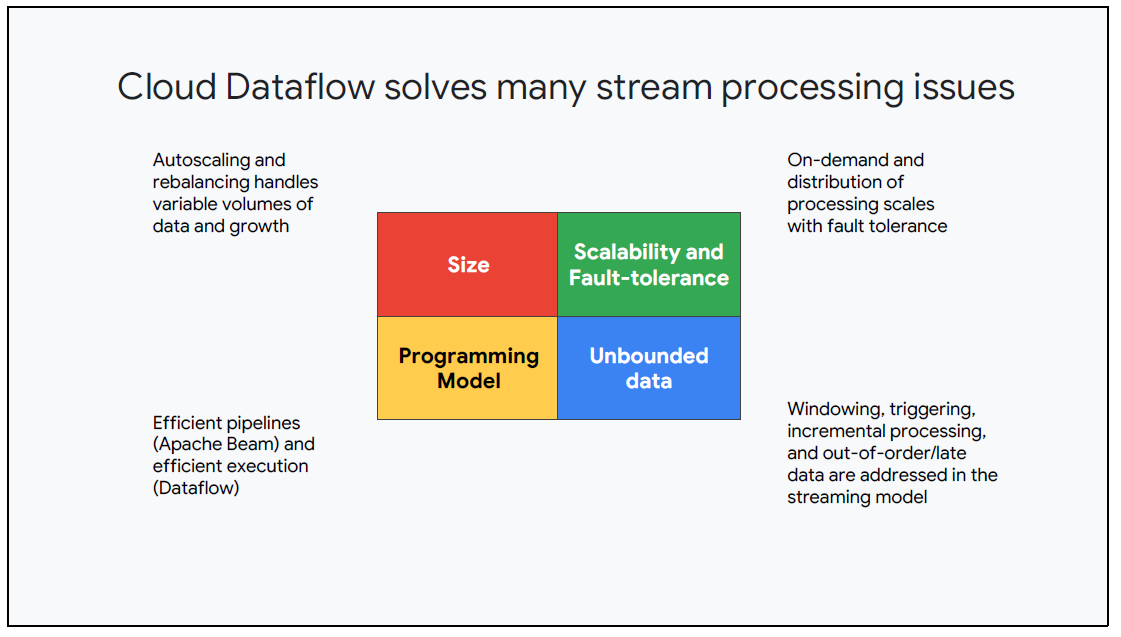 Cloud Dataflow solves many stream processing issues
Autoscaling and
rebalancing handles
variable volumes of
data and growth
On-demand and
distribution of
processing scales
with fault tolerance
Size
Scalability and
Fault-tolerance
Programming
Model
Unbounded
data
Efficient pipelines
(Apache Beam) and
efficient execution
(Dataflow)
Windowing, triggering,
incremental processing,
and out-of-order/late
data are addressed in the
streaming model